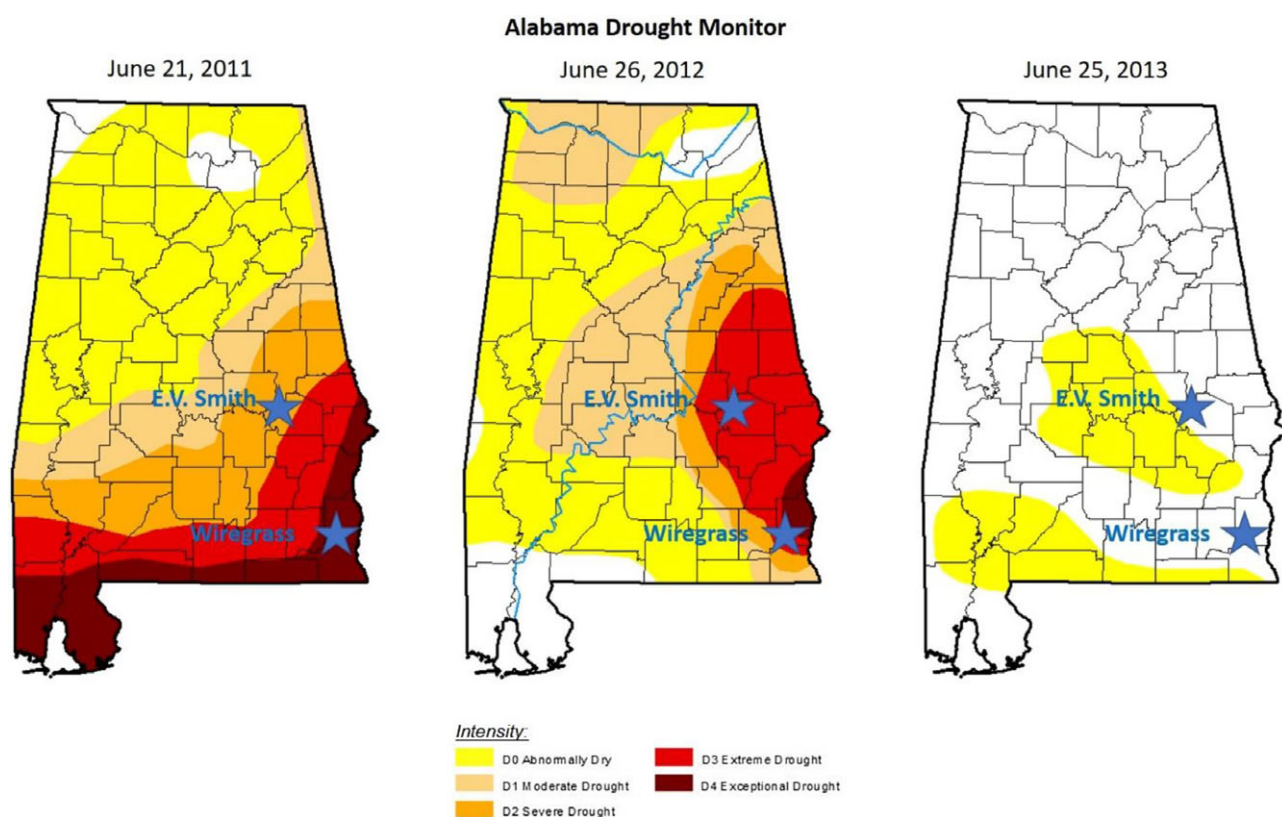 Alabama Drought Monitor
June 21, 2011
June 26, 2012
June 25, 2013
E.V. Smith
E.V. Smith
E.V. Smith
Wiregrass
Wiregrass
Wiregrass
Intensity:
D0 Abnormally Dry
D3 Extreme Drought
D1 Moderate Drought
D4 Exceptional Drought
D2 Severe Drought